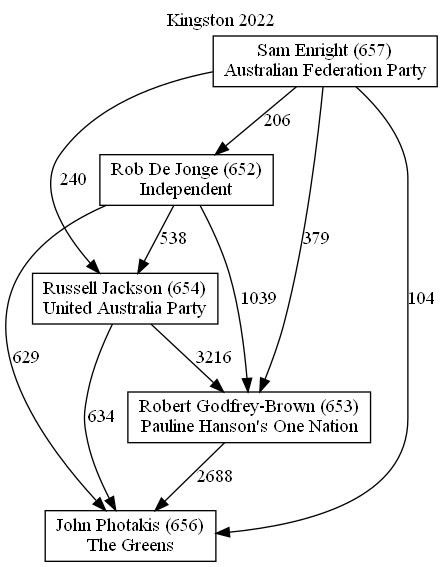 Kingston 2022
Sam Enright (657)
Australian Federation Party
206
Rob De Jonge (652)
Independent
240
538
379
Russell Jackson (654)
United Australia Party
1039
104
629
3216
634
Robert Godfrey-Brown (653)
Pauline Hanson's One Nation
2688
John Photakis (656)
The Greens